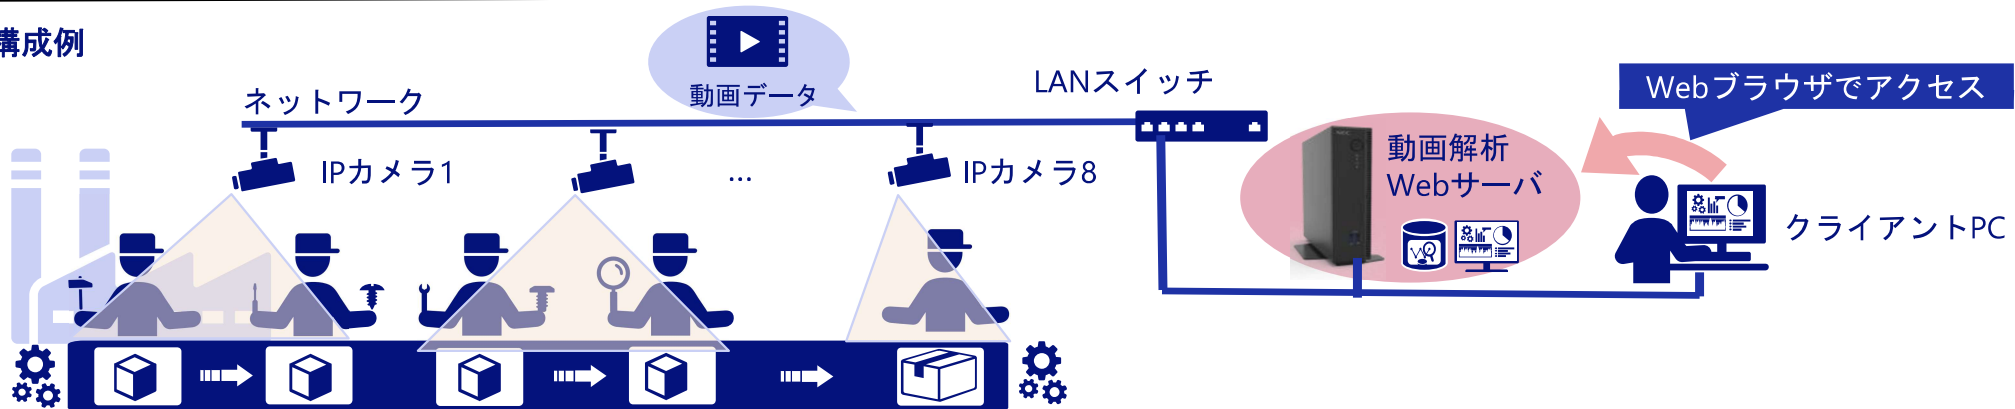 構成例
動画データ
ネットワーク
LANスイッチ
Webブラウザでアクセス
IPカメラ1
...
IPカメラ8
動画解析
Webサーバ
クライアントPC